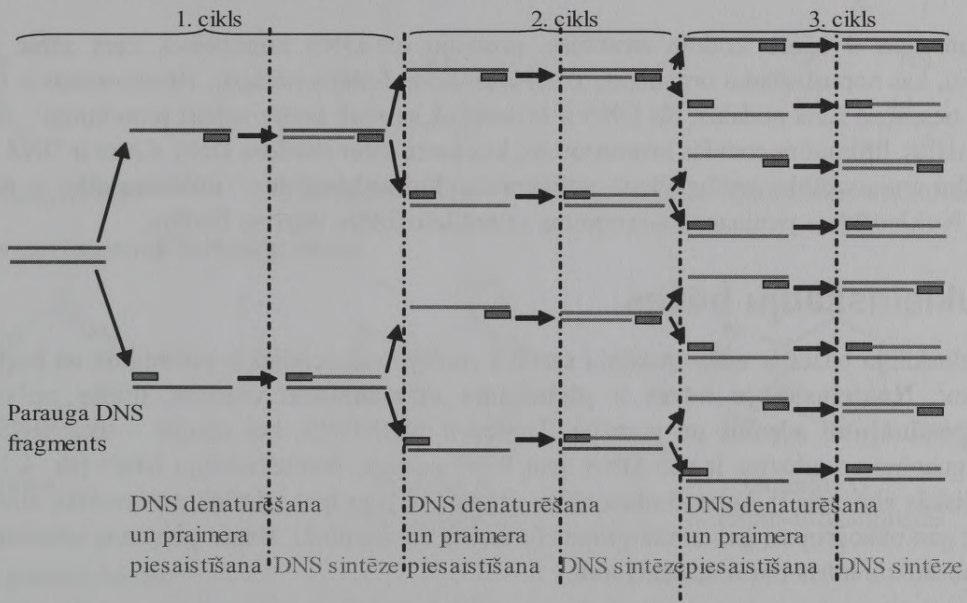 1. cikls
2. cikls
3. cikls
Parauga DNS
fragments
DNS denaturēšana
un praimera
piesaistīšana
DNS sintēze
DNS denaturēšana
un praimera
piesaistīšana
DNS sintēze
DNS denaturēšana
un praimera
piesaistīšana
DNS sintēze